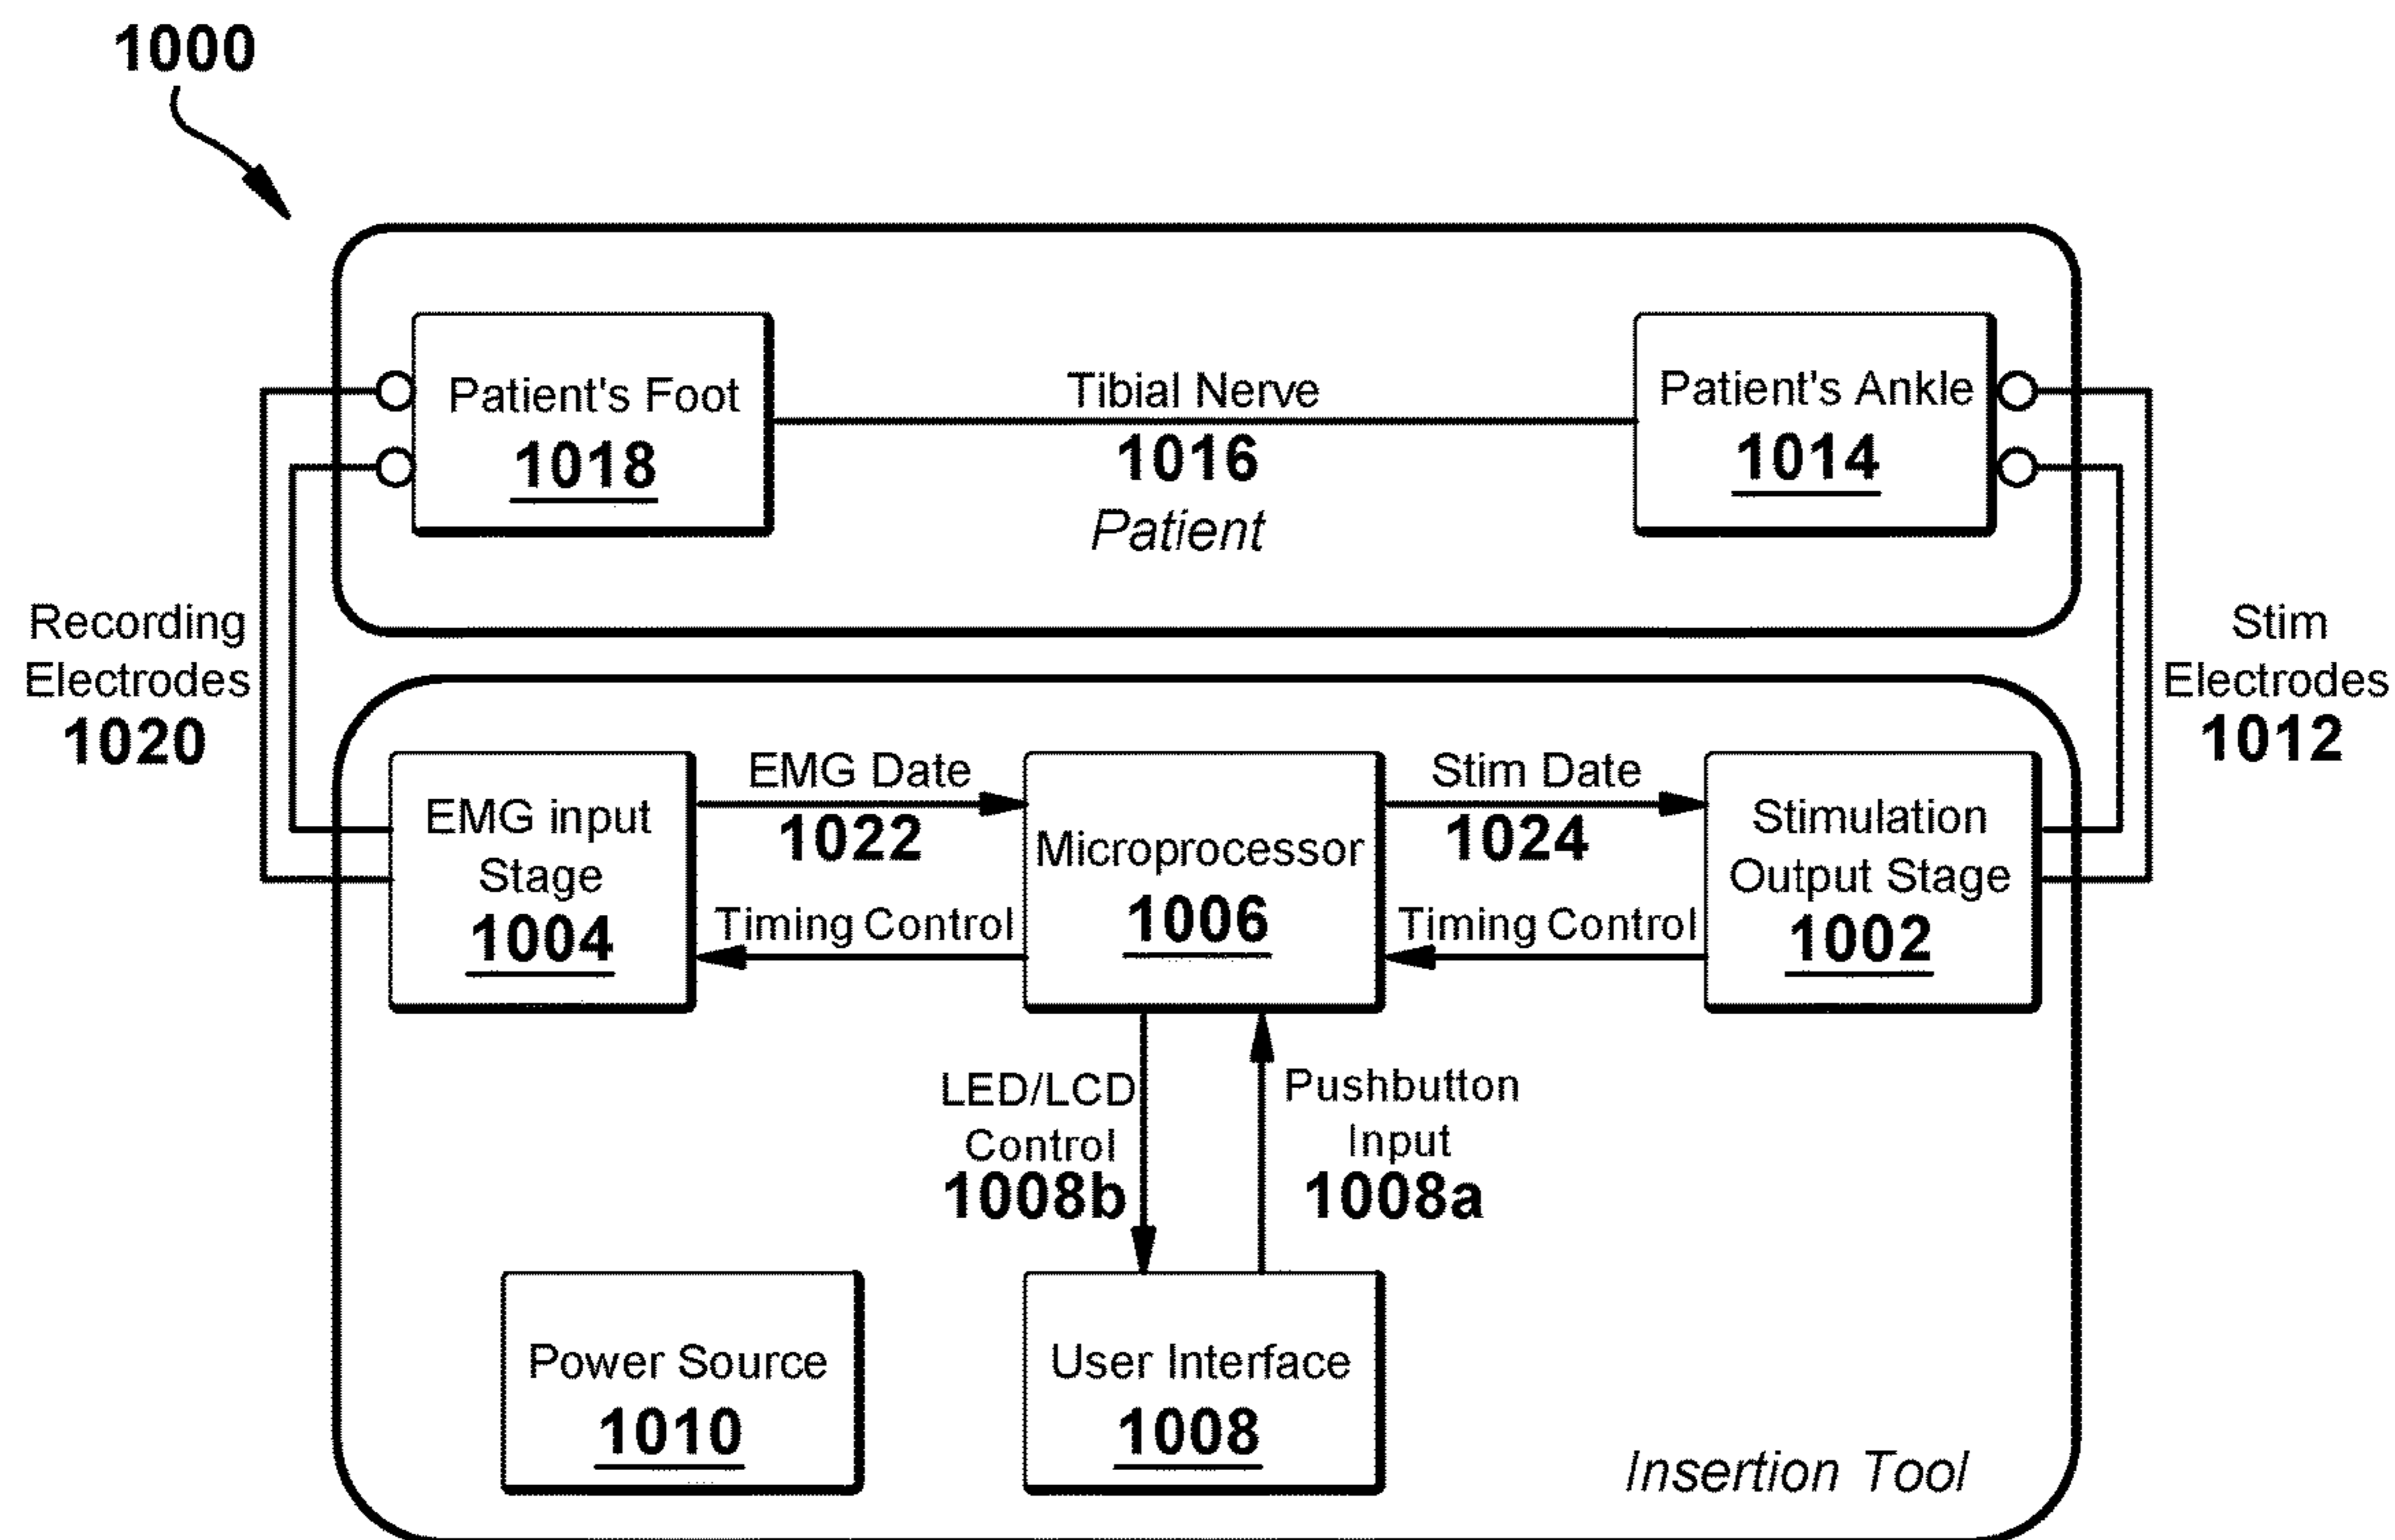 1000
Patient's Foot
1018
Tibial Nerve
1016
Patient
Patient's Ankle
1014
Recording
Electrodes
1020
Stim
Electrodes
1012
EMG input
Stage
1004
EMG Date
1022
Timing Control
Microprocessor
1006
Stim Date
1024
Timing Control
Stimulation
Output Stage
1002
LED/LCD
Control
1008b
Pushbutton
Input
1008a
Power Source
1010
User Interface
1008
Insertion Tool